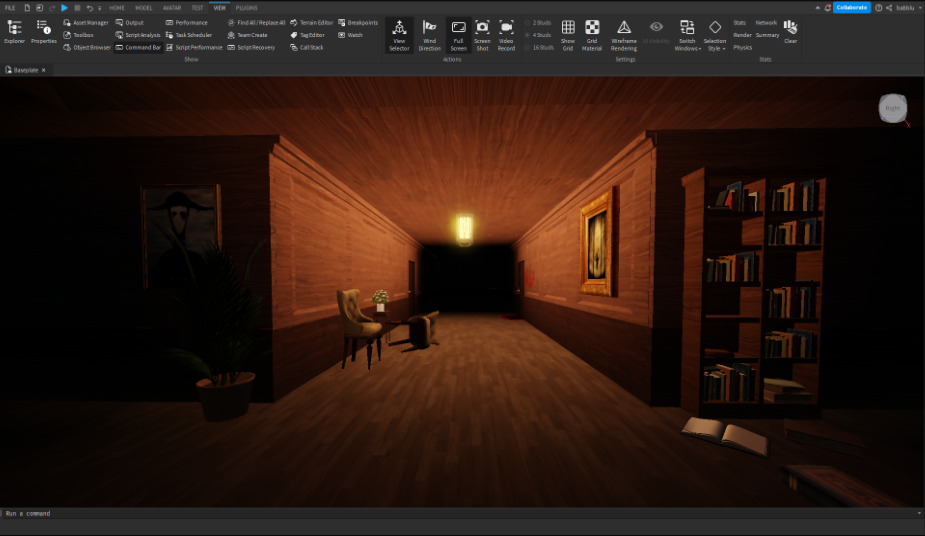 FILE HOME MODEL AVATAR TEST VIEW PLUGINS Collaborate
Explorer
Properties
Asset Manager
Toolbox
Object Browser
Output
Script Analysis
Command Bar
Performance
Task Scheduler
Script Performance
Find All / Replace All
Team Create
Script Recovery
Terrain Editor
Tag Editor
Call Stack
Breakpoints
Watch
Show
View
Selector
Wind
Direction
Full
Screen
Screen
Shot
Video
Record
Actions
2 Studs
4 Studs
16 Studs
Show
Grid
Grid
Material
Wireframe
Rendering
Switch
Windows
Selection
Style
Settings
Stats
Render
Physics
Network
Summary
Clear
Stats
Baseplate
Right
Run a command